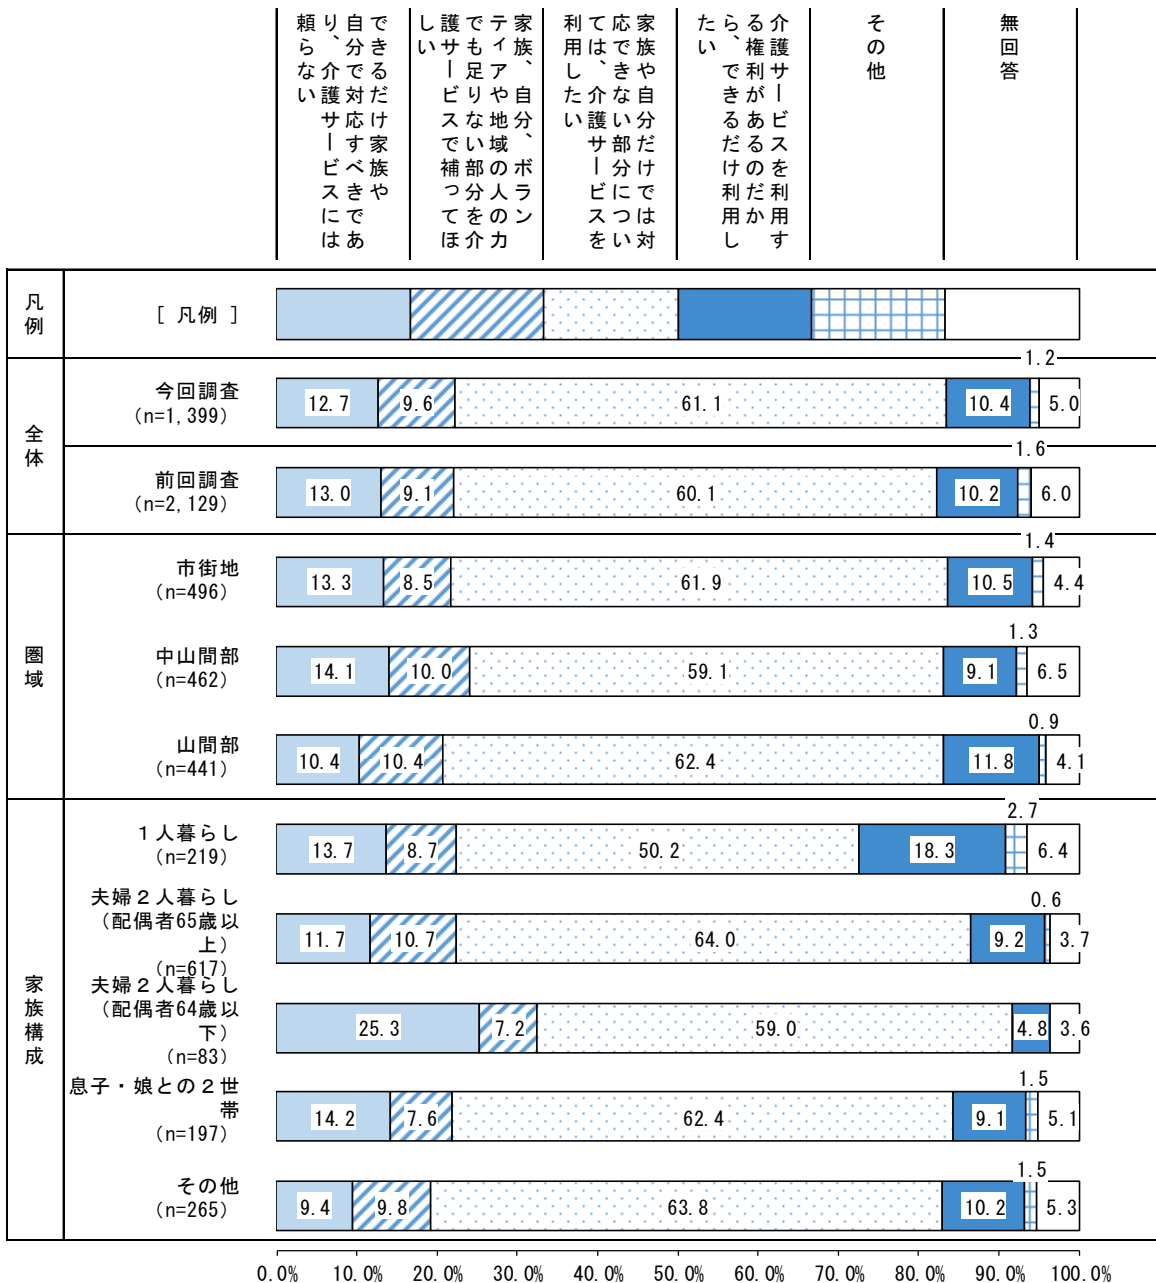 できるだけ家族や
自分で対応すべきであ
り、介護サービスには
頼らない
家族、自分、ボラン
ティアや地域の人の力
でも足りない部分を介
護サービスで補ってほ
しい
家族や自分だけでは対
応できない部分につい
ては、介護サービスを
利用したい
介護サービスを利用す
る権利があるのだか
ら、できるだけ利用し
たい
その他
無回答
凡例
[ 凡例 ]
全体
今回調査
(n=1,399)
12.7
9.6
61.1
10.4
1.2
5.0
前回調査
(n=2,129)
13.0
9.1
60.1
10.2
1.6
6.0
圏域
市街地
(n=496)
13.3
8.5
61.9
10.5
1.4
4.4
中山間部
(n=462)
14.1
10.0
59.1
9.1
1.3
6.5
山間部
(n=441)
10.4
10.4
62.4
11.8
0.9
4.1
家族構成
1人暮らし
(n=219)
13.7
8.7
50.2
18.3
2.7
6.4
夫婦2人暮らし
(配偶者65歳以
上)
(n=617)
11.7
10.7
64.0
9.2
0.6
3.7
夫婦2人暮らし
(配偶者64歳以
下)
(n=83)
25.3
7.2
59.0
4.8
3.6
息子・娘との2世
帯
(n=197)
14.2
7.6
62.4
9.1
1.5
5.1
その他
(n=265)
9.4
9.8
63.8
10.2
1.5
5.3
0.0% 10.0% 20.0% 30.0% 40.0% 50.0% 60.0% 70.0% 80.0% 90.0% 100.0%